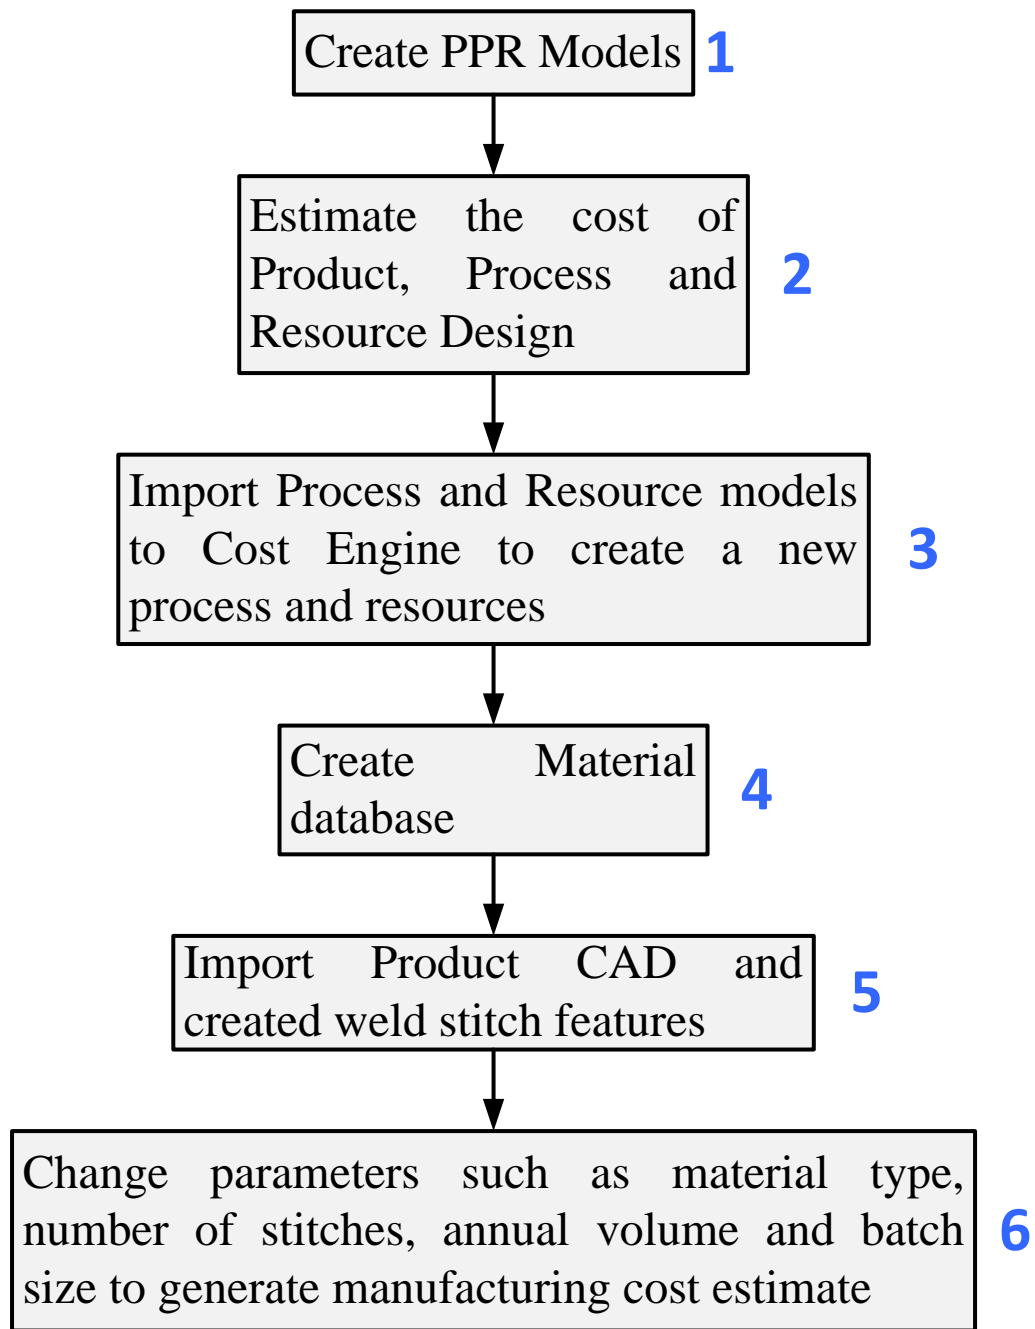 Create PPR Models 1
Estimate the cost of
Product, Process and
Resource Design
2
Import Process and Resource models
to Cost Engine to create a new
process and resources
3
Create Material
database
4
Import Product CAD and
created weld stitch features
5
Change parameters such as material type,
number of stitches, annual volume and batch
size to generate manufacturing cost estimate
6